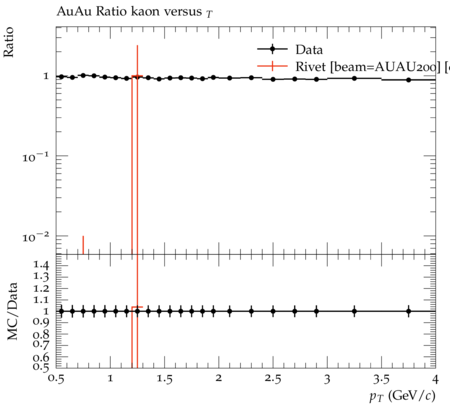 AuAu Ratio kaon versus T
Ratio
Data
Rivet [beam=AUAU200] [
1
10−1
10−2
MC/Data
1.4
1.3
1.2
1.1
1
0.9
0.8
0.7
0.6
0.5
0.5 1 1.5 2 2.5 3 3.5 4
pT (GeV/c)